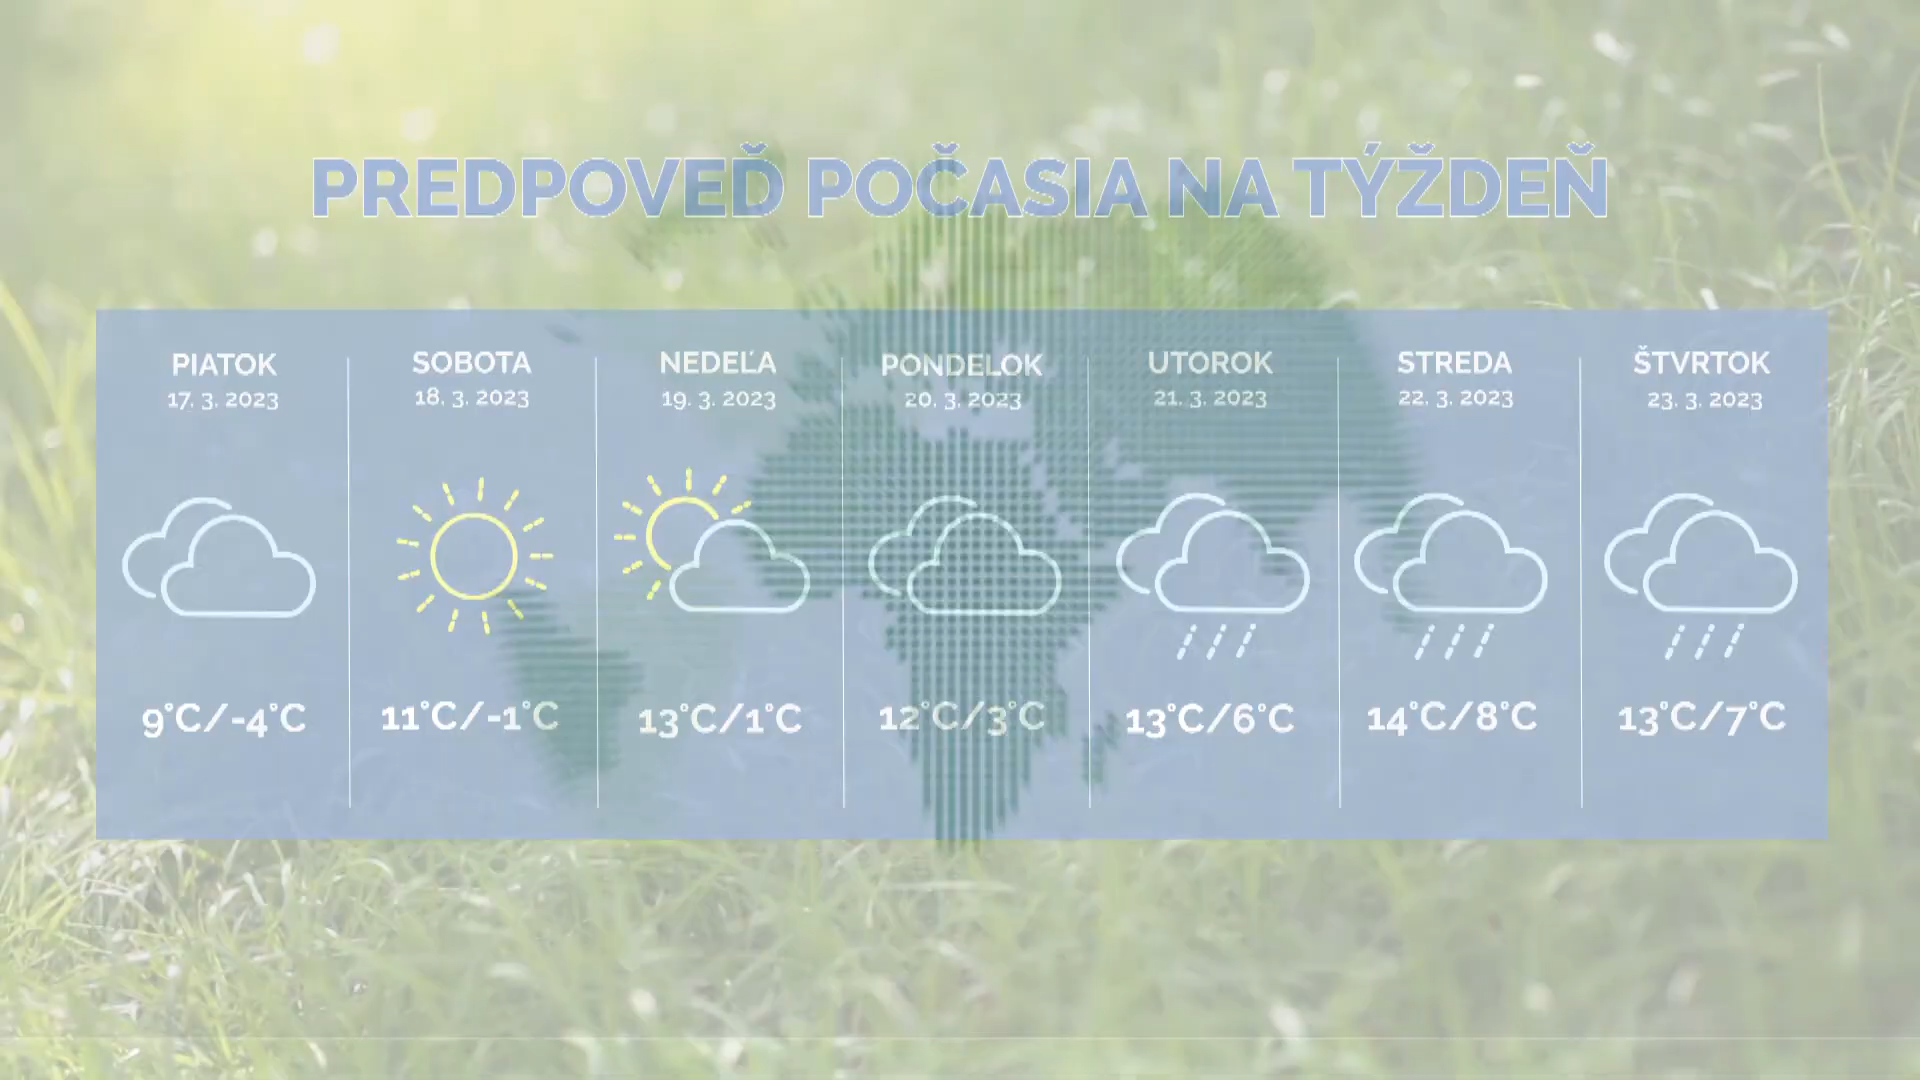 PREDPOVEĎ POČASIA NA TÝŽDEŇ
PIATOK
17. 3. 2023
9°C/-4°C
SOBOTA
18. 3. 2023
11°C/-1°C
NEDEĽA
19. 3. 2023
13°C/1°C
PONDELOK
20. 3. 2023
12°C/3°C
UTOROK
21. 3. 2023
13°C/6°C
STREDA
22. 3. 2023
14°C/8°C
ŠTVRTOK
23. 3. 2023
13°C/7°C